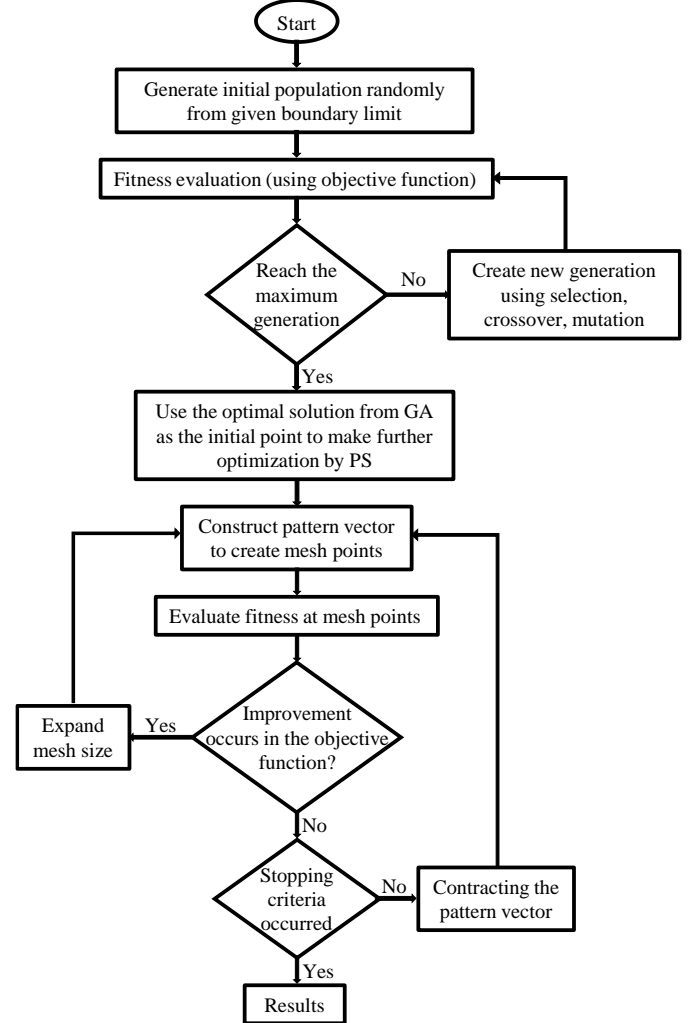 Start
Generate initial population randomly
from given boundary limit
Fitness evaluation (using objective function)
Reach the
maximum
generation
No
Create new generation
using selection,
crossover, mutation
Yes
Use the optimal solution from GA
as the initial point to make further
optimization by PS
Construct pattern vector
to create mesh points
Evaluate fitness at mesh points
Improvement
occurs in the objective
function?
Yes
Expand
mesh size
No
Stopping
criteria
occurred
No
Contracting the
pattern vector
Yes
Results